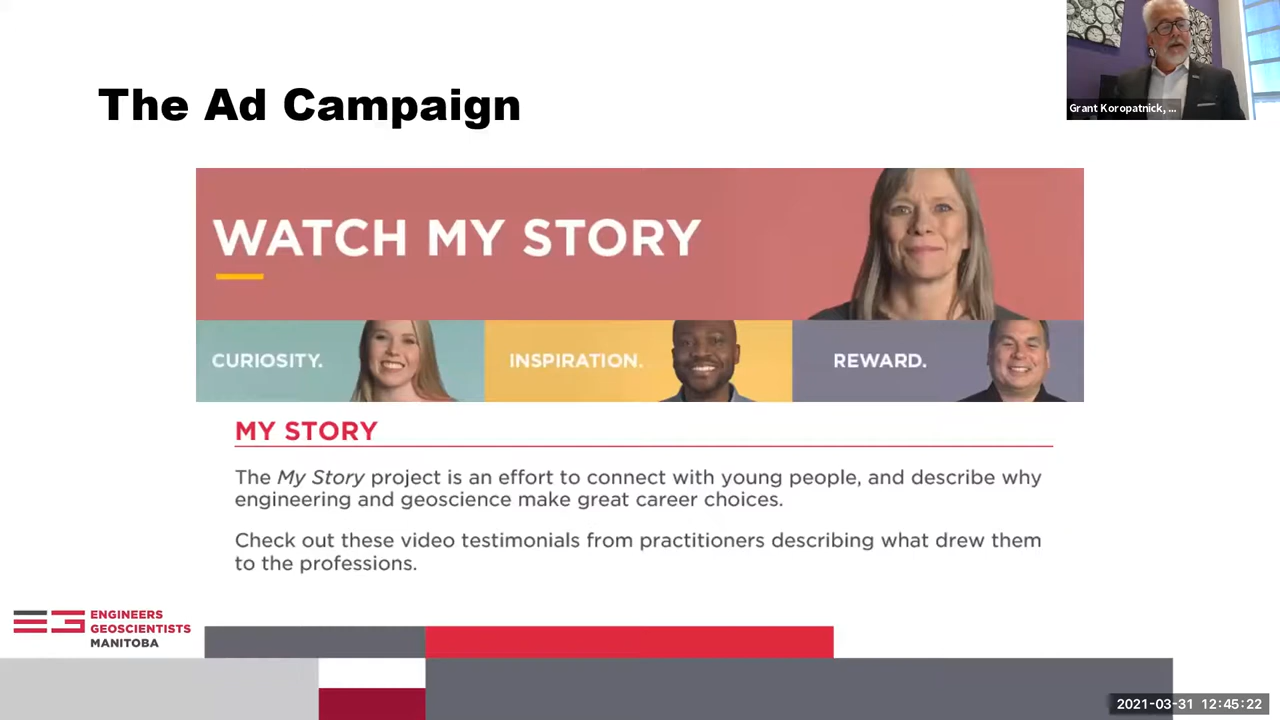 The Ad Campaign
Grant Koropatnick, ...
WATCH MY STORY
CURIOSITY.
INSPIRATION.
REWARD.
MY STORY
The My Story project is an effort to connect with young people, and describe why
engineering and geoscience make great career choices.
Check out these video testimonials from practitioners describing what drew them
to the professions.
ENGINEERS
GEOSCIENTISTS
MANITOBA
2021-03-31 12:45:22